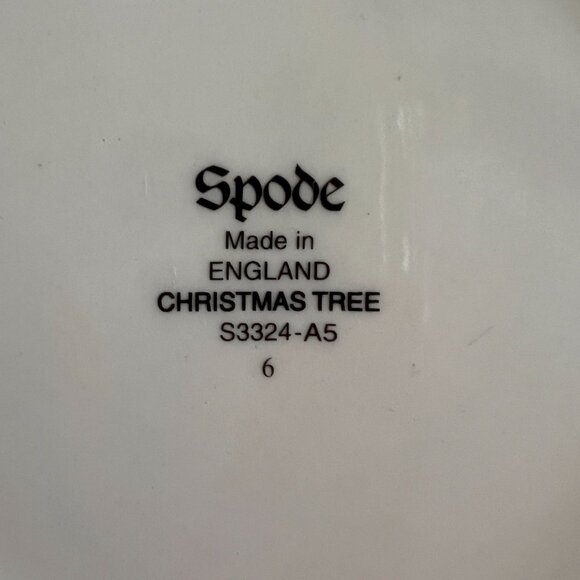 Spode
Made in
ENGLAND
CHRISTMAS TREE
S3324-A5
6